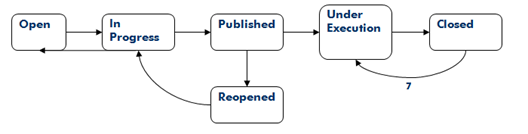 Open
In
Progress
Published
Under
Execution
Closed
7
Reopened